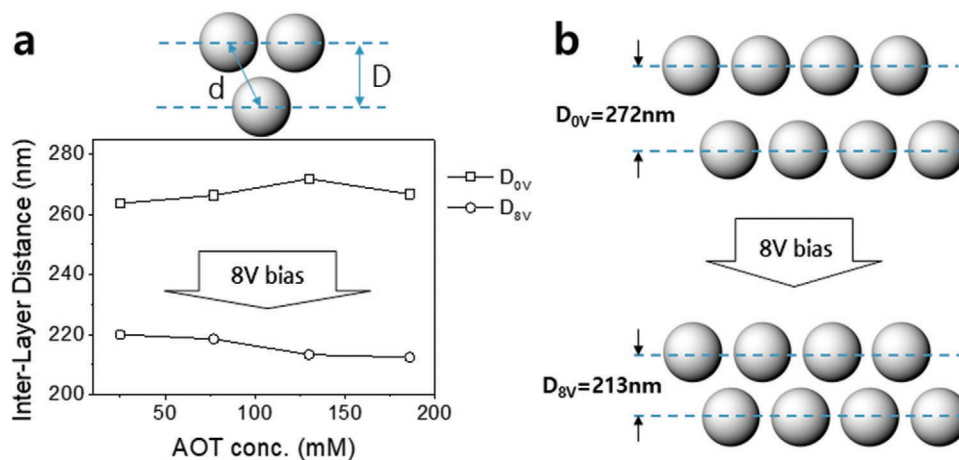 a
d
D
280
260
240
220
200
Inter-Layer Distance (nm)
D0V
D8V
8V bias
50
100
150
200
AOT conc. (mM)
b
D0V=272nm
8V bias
D8V=213nm